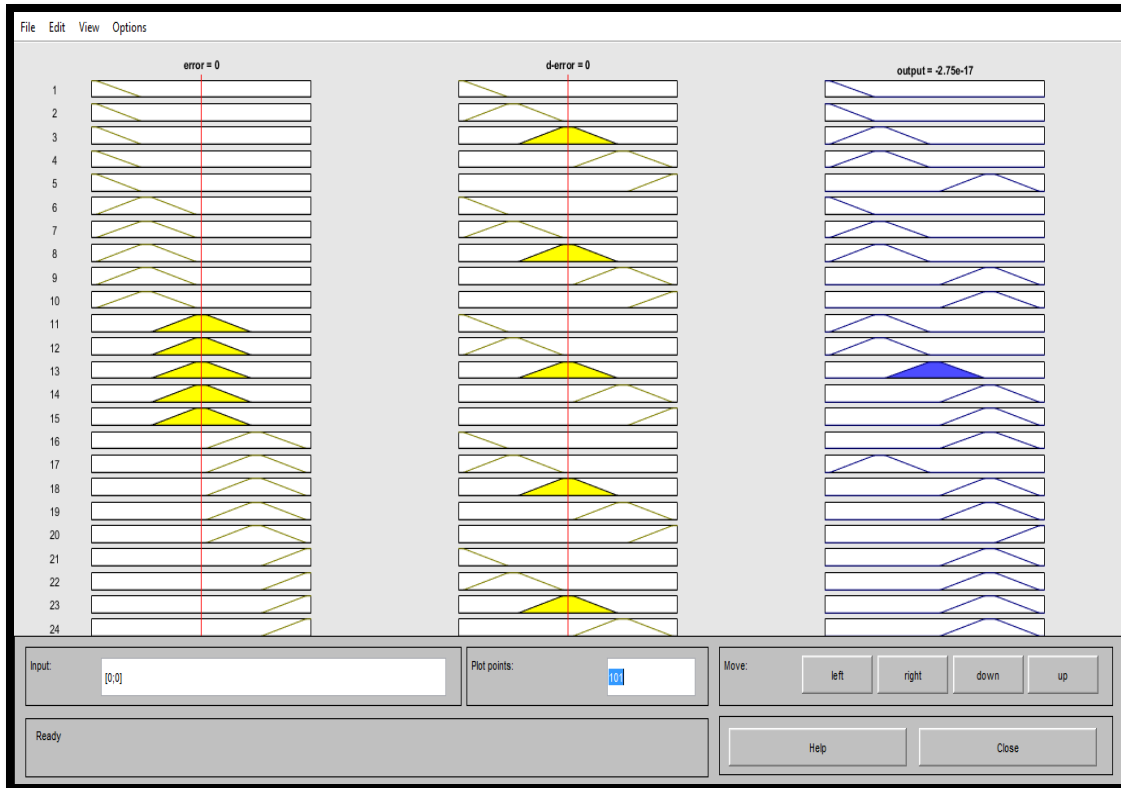 File Edit View Options
error = 0
d-error = 0
output = -2.75e-17
1
2
3
4
5
6
7
8
9
10
11
12
13
14
15
16
17
18
19
20
21
22
23
24
Input:
[0;0]
Plot points:
101
Move:
left
right
down
up
Ready
Help
Close